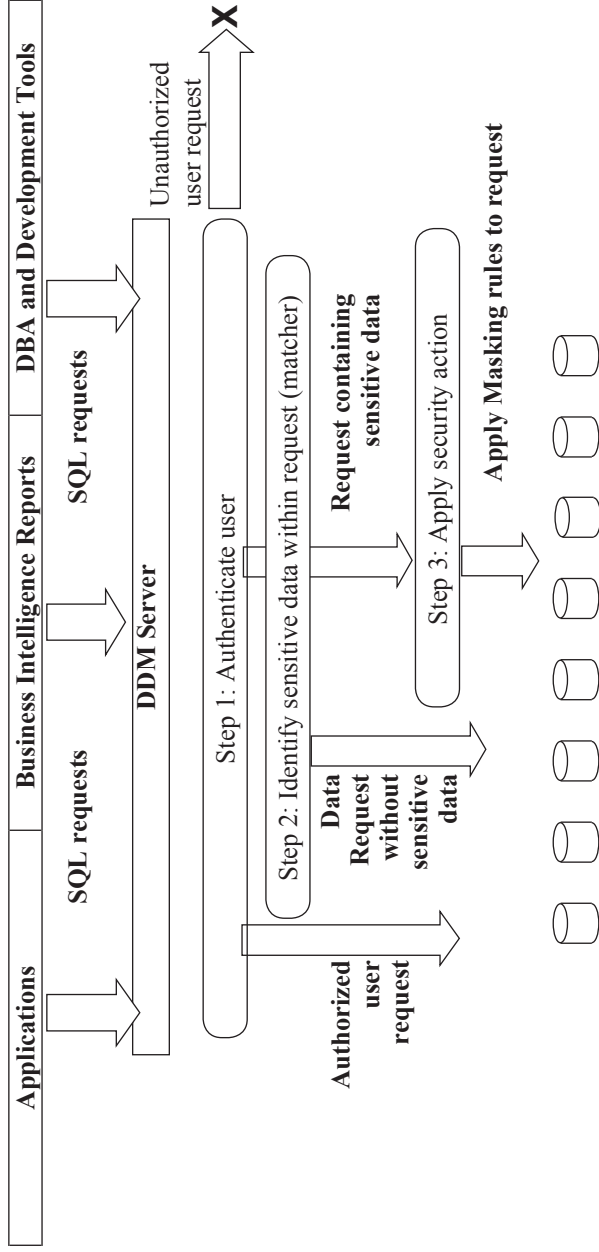 Applications
Business Intelligence Reports
DBA and Development Tools
SQL requests
SQL requests
DDM Server
Unauthorized
user request
X
Step 1: Authenticate user
Step 2: Identify sensitive data within request (matcher)
Authorized
user
request
Data
Request
without
sensitive
data
Request containing
sensitive data
Step 3: Apply security action
Apply Masking rules to request